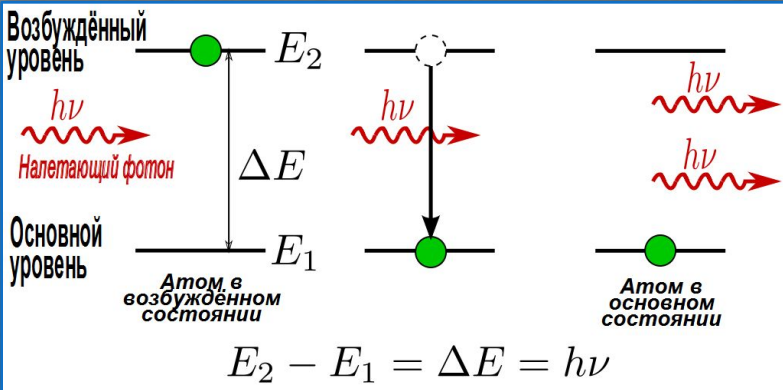 Возбуждённый
уровень
E₂
hν
hν
hν
hν
Налетающий фотон
ΔE
Основной
уровень
E₁
Атом в
возбуждённом
состоянии
Атом в
основном
состоянии
E₂ − E₁ = ΔE = hν